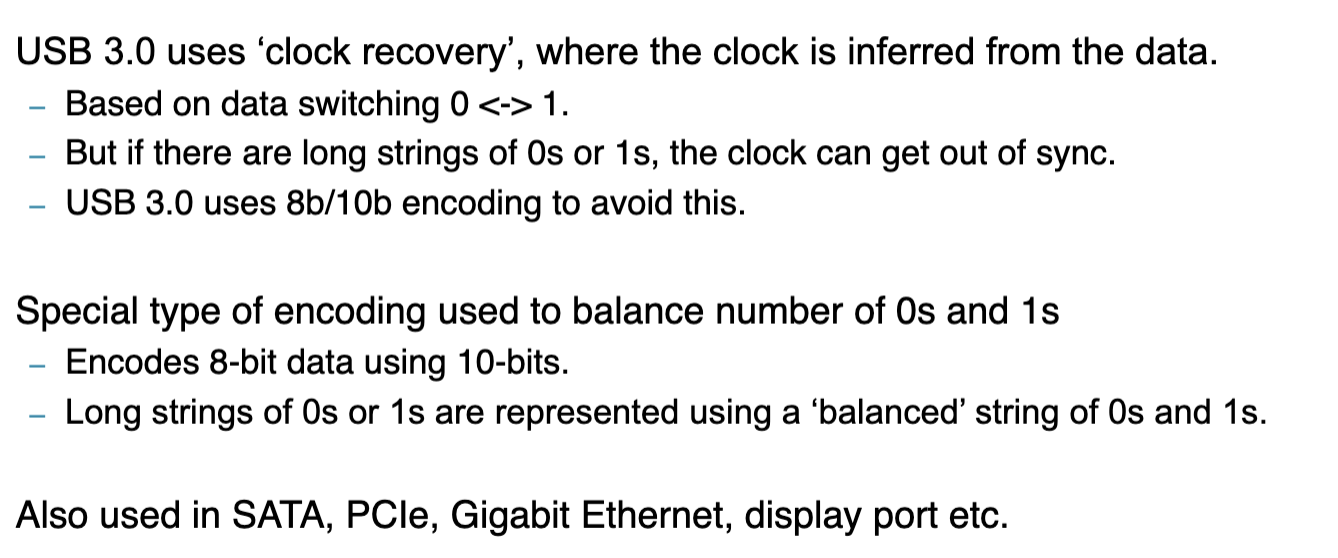 USB 3.0 uses ‘clock recovery’, where the clock is inferred from the data.
– Based on data switching 0 <-> 1.
– But if there are long strings of 0s or 1s, the clock can get out of sync.
– USB 3.0 uses 8b/10b encoding to avoid this.
Special type of encoding used to balance number of 0s and 1s
– Encodes 8-bit data using 10-bits.
– Long strings of 0s or 1s are represented using a ‘balanced’ string of 0s and 1s.
Also used in SATA, PCIe, Gigabit Ethernet, display port etc.